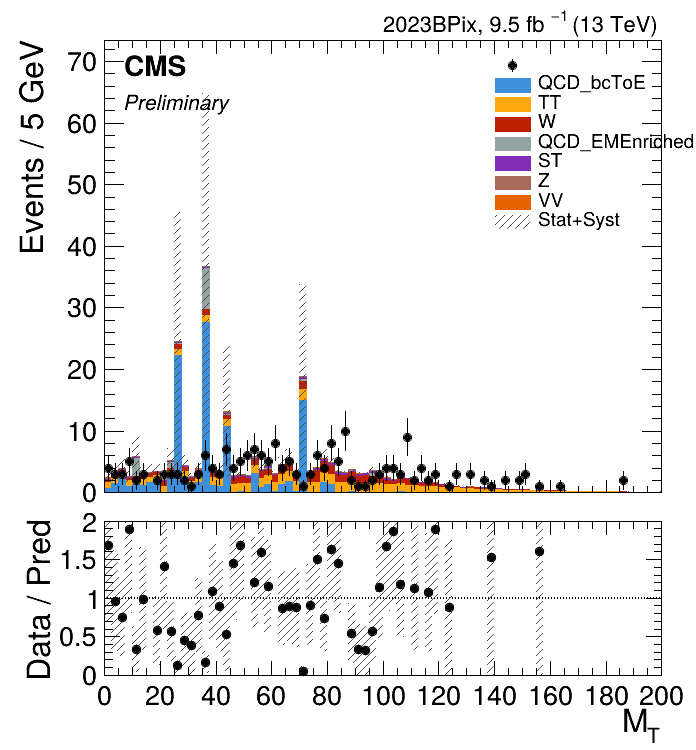 2023BPix, 9.5 fb ⁻¹ (13 TeV)
Events / 5 GeV
70
60
50
40
30
20
10
0
CMS
Preliminary
QCD_bcToE
TT
W
QCD_EMEnriched
ST
Z
VV
Stat+Syst
Data / Pred
2
1.5
1
0.5
0
0 20 40 60 80 100 120 140 160 180 200
M_T